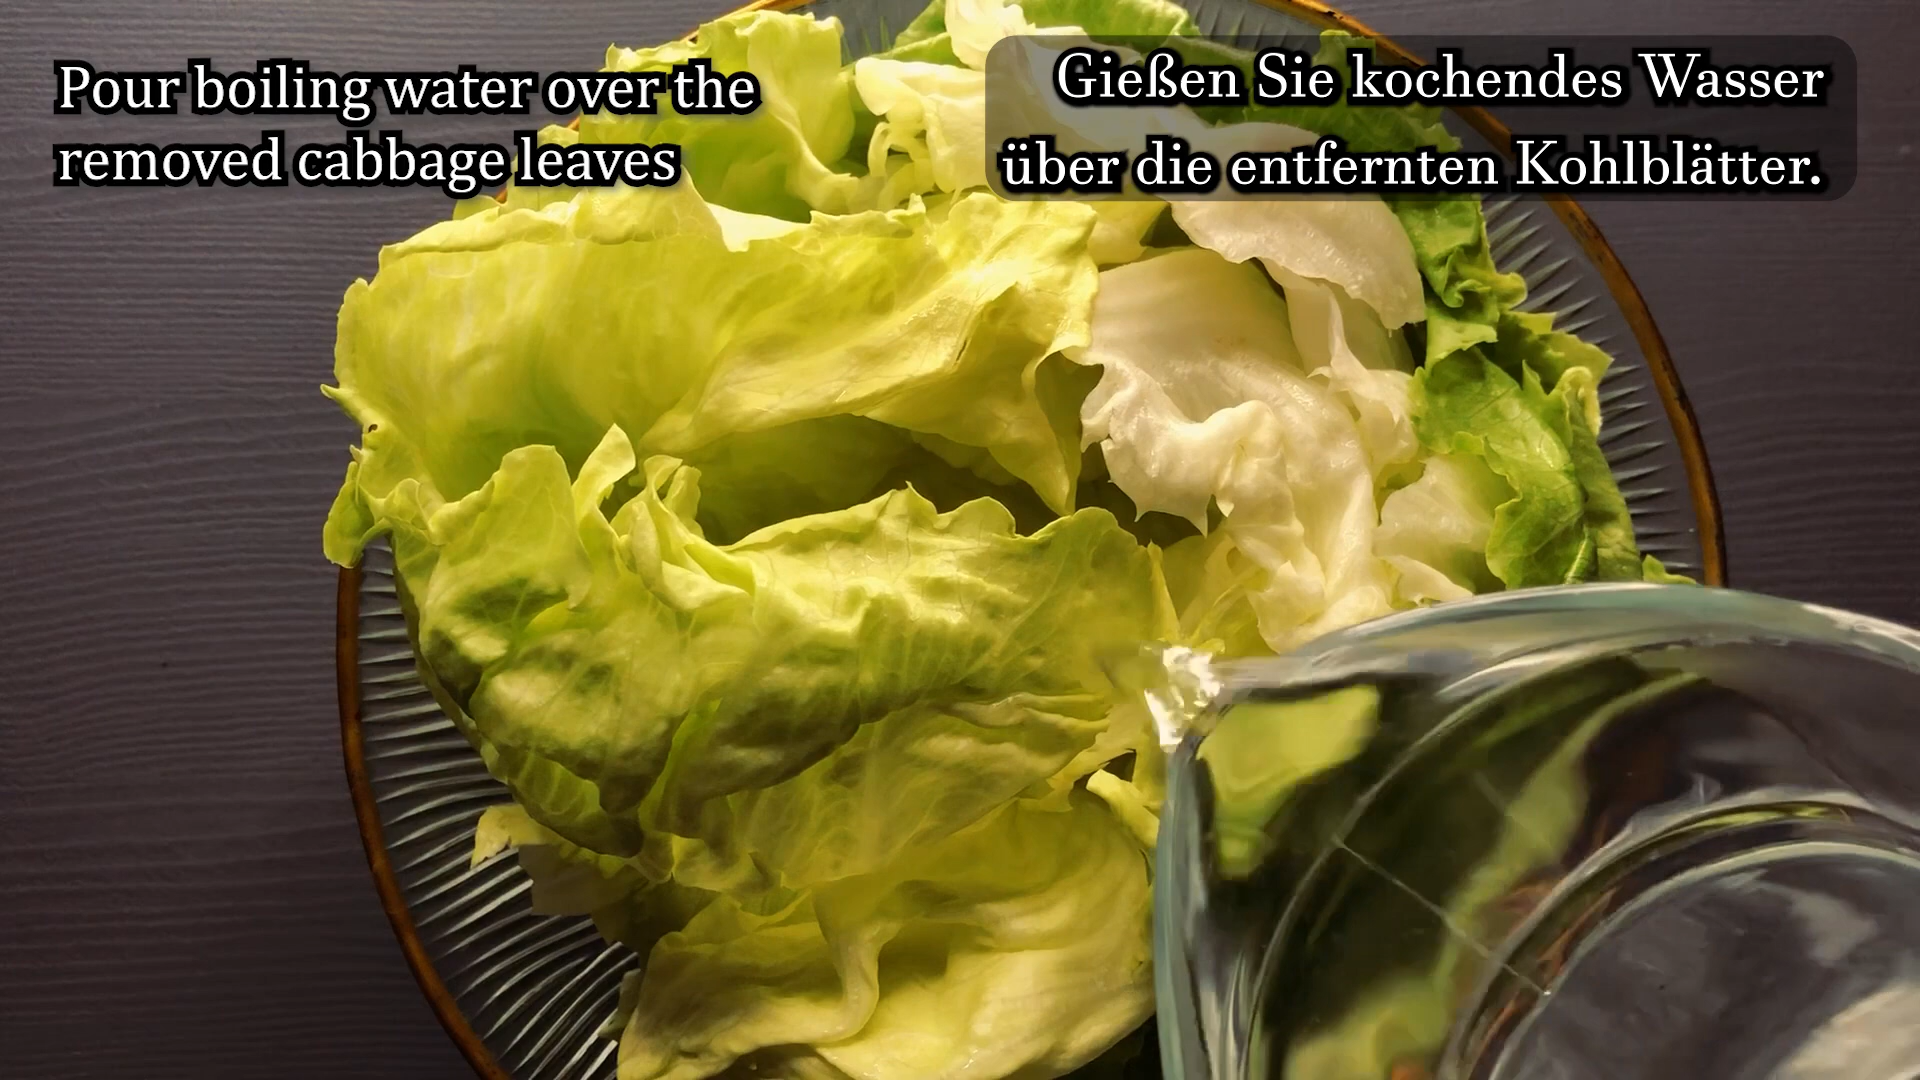 Pour boiling water over the
removed cabbage leaves
Gießen Sie kochendes Wasser
über die entfernten Kohlblätter.